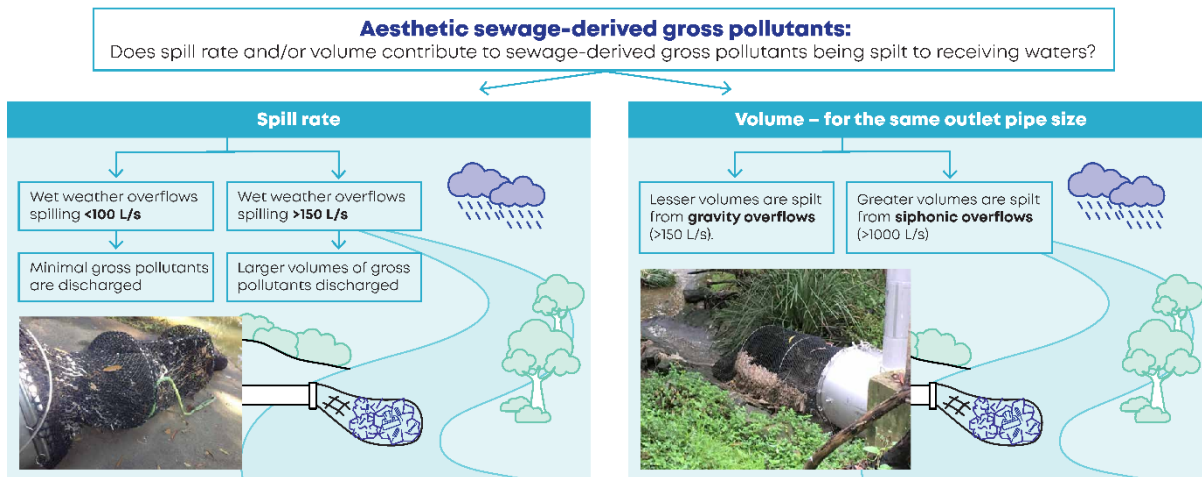 Aesthetic sewage-derived gross pollutants:
Does spill rate and/or volume contribute to sewage-derived gross pollutants being spilt to receiving waters?
Spill rate
Wet weather overflows
spilling <100 L/s
Wet weather overflows
spilling >150 L/s
Minimal gross pollutants
are discharged
Larger volumes of gross
pollutants discharged
Volume – for the same outlet pipe size
Lesser volumes are spilt
from gravity overflows
(>150 L/s).
Greater volumes are spilt
from siphonic overflows
(>1000 L/s)